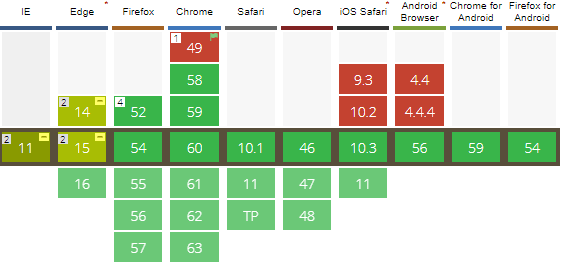 IE Edge * Firefox Chrome Safari Opera iOS Safari * Android Browser * Chrome for Android Firefox for Android
1 49
58 9.3 4.4
2 14 4 52 59 10.2 4.4.4
2 11 2 15 54 60 10.1 46 10.3 56 59 54
16 55 61 11 47 11
56 62 TP 48
57 63